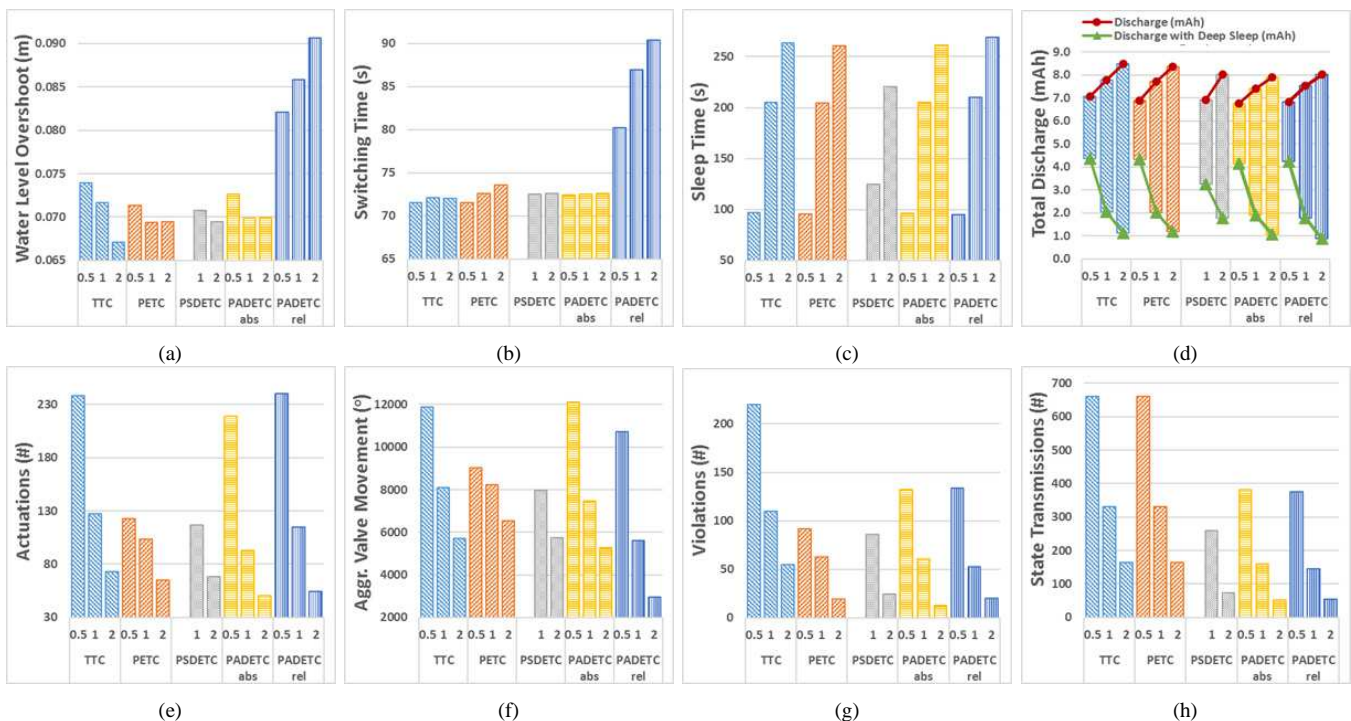 Water Level Overshoot (m)
0.090
0.085
0.080
0.075
0.070
0.065
0.5 1 2 0.5 1 2 1 2 0.5 1 2 0.5 1 2
TTC PETC PSDETC PADETC PADETC
abs rel
(a)
Switching Time (s)
90
85
80
75
70
65
0.5 1 2 0.5 1 2 1 2 0.5 1 2 0.5 1 2
TTC PETC PSDETC PADETC PADETC
abs rel
(b)
Sleep Time (s)
250
200
150
100
50
0.5 1 2 0.5 1 2 1 2 0.5 1 2 0.5 1 2
TTC PETC PSDETC PADETC PADETC
abs rel
(c)
Discharge (mAh)
Discharge with Deep Sleep (mAh)
Total Discharge (mAh)
9.0
8.0
7.0
6.0
5.0
4.0
3.0
2.0
1.0
0.0
0.5 1 2 0.5 1 2 1 2 0.5 1 2 0.5 1 2
TTC PETC PSDETC PADETC PADETC
abs rel
(d)
Actuations (#)
230
180
130
80
30
0.5 1 2 0.5 1 2 1 2 0.5 1 2 0.5 1 2
TTC PETC PSDETC PADETC PADETC
abs rel
(e)
Aggr. Valve Movement (°)
12000
10000
8000
6000
4000
2000
0.5 1 2 0.5 1 2 1 2 0.5 1 2 0.5 1 2
TTC PETC PSDETC PADETC PADETC
abs rel
(f)
Violations (#)
200
150
100
50
0
0.5 1 2 0.5 1 2 1 2 0.5 1 2 0.5 1 2
TTC PETC PSDETC PADETC PADETC
abs rel
(g)
State Transmissions (#)
700
600
500
400
300
200
100
0
0.5 1 2 0.5 1 2 1 2 0.5 1 2 0.5 1 2
TTC PETC PSDETC PADETC PADETC
abs rel
(h)